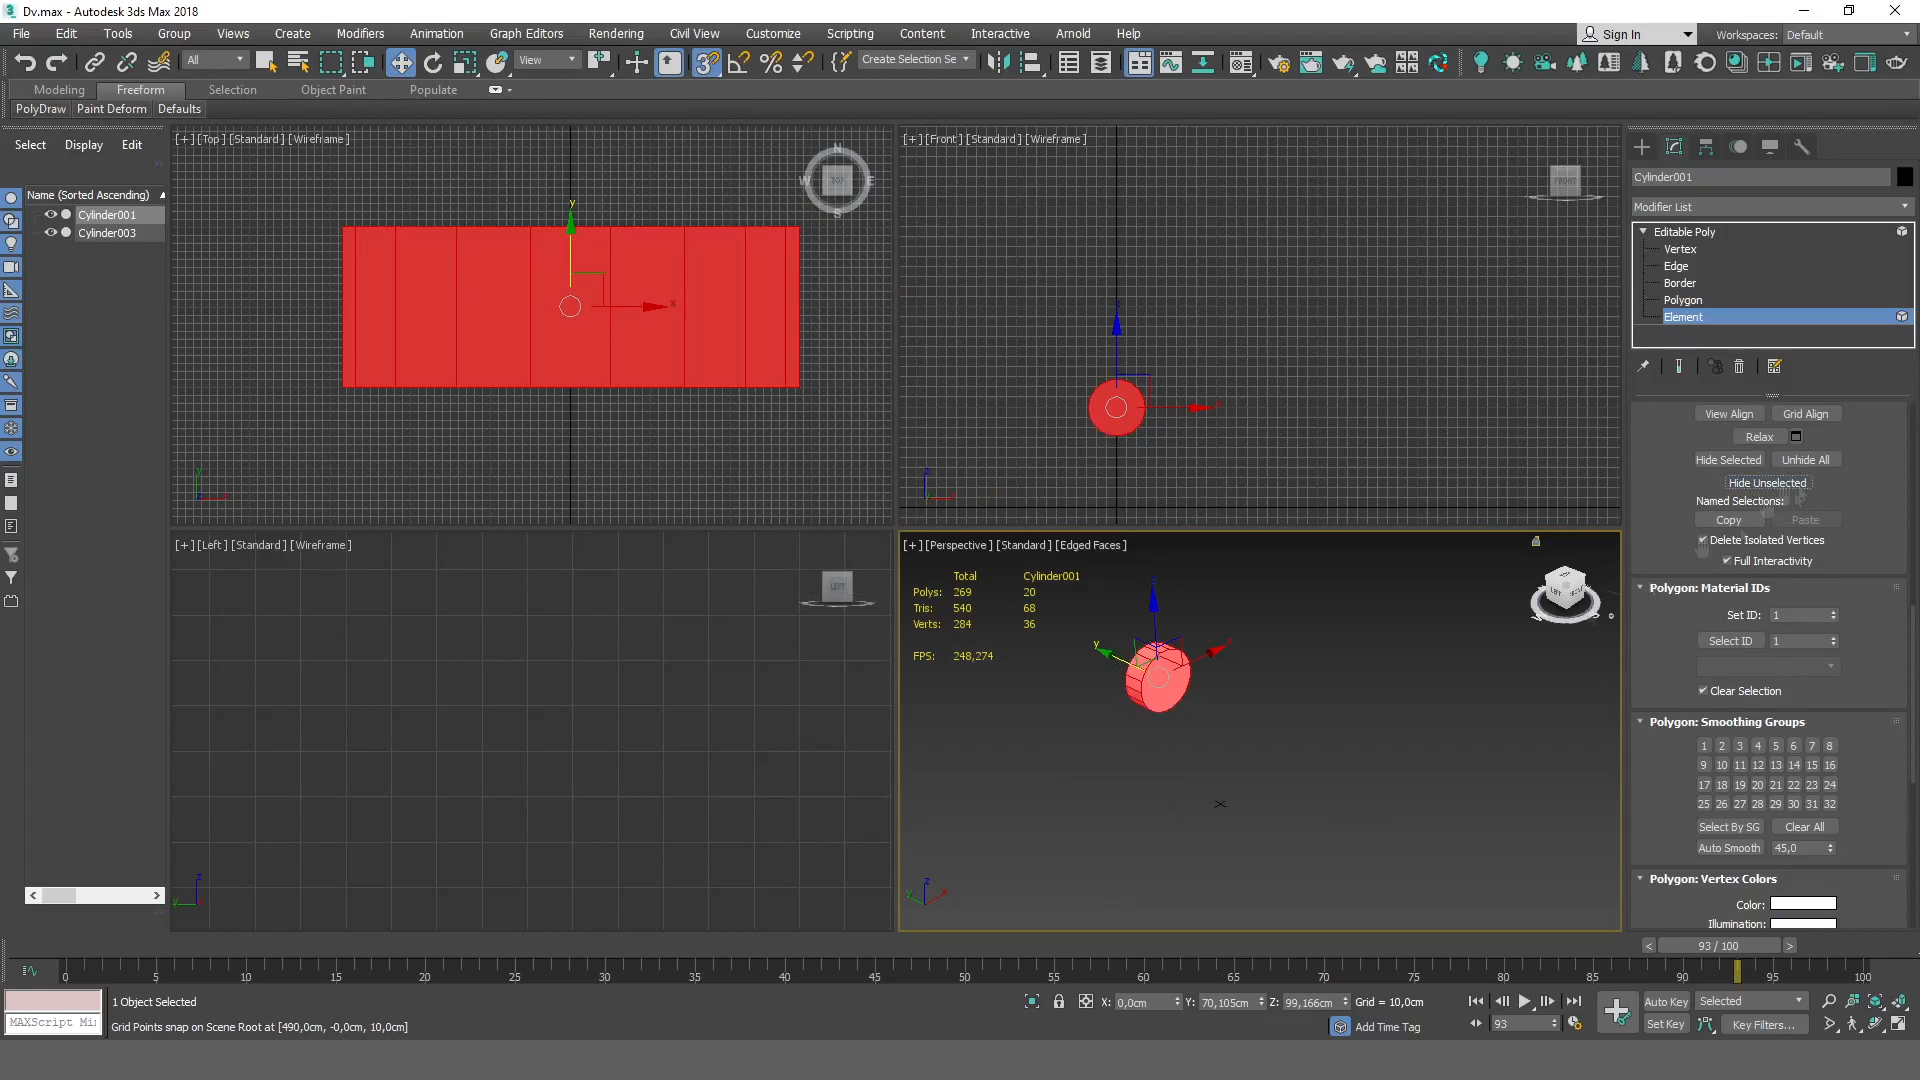 Dv.max - Autodesk 3ds Max 2018
File Edit Tools Group Views Create Modifiers Animation Graph Editors Rendering Civil View Customize Scripting Content Interactive Arnold Help
Sign In Workspaces: Default
All View Create Selection Se
Modeling Freeform Selection Object Paint Populate
PolyDraw Paint Deform Defaults
Select Display Edit
Name (Sorted Ascending)
Cylinder001
Cylinder003
[+] [Top] [Standard] [Wireframe]
N
W TOP E
S
y
x
[+] [Front] [Standard] [Wireframe]
FRONT
[+] [Left] [Standard] [Wireframe]
LEFT
[+] [Perspective] [Standard] [Edged Faces]
Total Cylinder001
Polys: 269 20
Tris: 540 68
Verts: 284 36
FPS: 248,274
Cylinder001
Modifier List
Editable Poly
Vertex
Edge
Border
Polygon
Element
View Align Grid Align
Relax
Hide Selected Unhide All
Hide Unselected
Named Selections:
Copy Paste
Delete Isolated Vertices
Full Interactivity
Polygon: Material IDs
Set ID: 1
Select ID 1
Clear Selection
Polygon: Smoothing Groups
1 2 3 4 5 6 7 8
9 10 11 12 13 14 15 16
17 18 19 20 21 22 23 24
25 26 27 28 29 30 31 32
Select By SG Clear All
Auto Smooth 45,0
Polygon: Vertex Colors
Color:
Illumination:
< 93 / 100 >
0 5 10 15 20 25 30 35 40 45 50 55 60 65 70 75 80 85 90 95 100
MAXScript Mi
1 Object Selected
Grid Points snap on Scene Root at [490,0cm, -0,0cm, 10,0cm]
X: 0,0cm Y: 70,105cm Z: 99,166cm Grid = 10,0cm
Add Time Tag
93
Auto Key Selected
Set Key Key Filters...